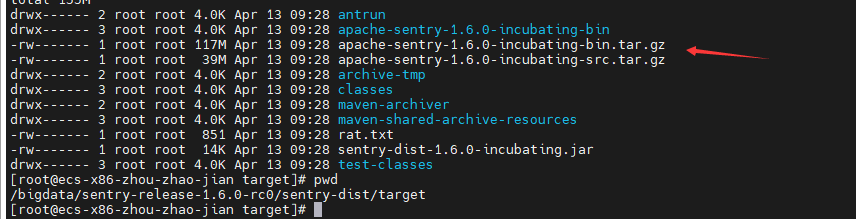 total 155M
drwx------ 2 root root 4.0K Apr 13 09:28 antrun
drwx------ 3 root root 4.0K Apr 13 09:28 apache-sentry-1.6.0-incubating-bin
-rw------- 1 root root 117M Apr 13 09:28 apache-sentry-1.6.0-incubating-bin.tar.gz
-rw------- 1 root root  39M Apr 13 09:28 apache-sentry-1.6.0-incubating-src.tar.gz
drwx------ 2 root root 4.0K Apr 13 09:28 archive-tmp
drwx------ 3 root root 4.0K Apr 13 09:28 classes
drwx------ 2 root root 4.0K Apr 13 09:28 maven-archiver
drwx------ 3 root root 4.0K Apr 13 09:28 maven-shared-archive-resources
-rw------- 1 root root  851 Apr 13 09:28 rat.txt
-rw------- 1 root root  14K Apr 13 09:28 sentry-dist-1.6.0-incubating.jar
drwx------ 3 root root 4.0K Apr 13 09:28 test-classes
[root@ecs-x86-zhou-zhao-jian target]# pwd
/bigdata/sentry-release-1.6.0-rc0/sentry-dist/target
[root@ecs-x86-zhou-zhao-jian target]#